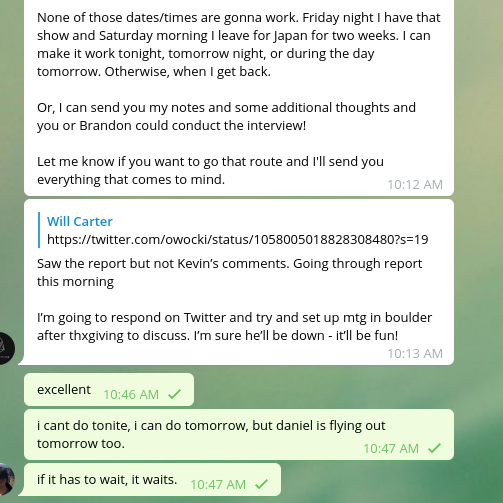 None of those dates/times are gonna work. Friday night I have that
show and Saturday morning I leave for Japan for two weeks. I can
make it work tonight, tomorrow night, or during the day
tomorrow. Otherwise, when I get back.
Or, I can send you my notes and some additional thoughts and
you or Brandon could conduct the interview!
Let me know if you want to go that route and I'll send you
everything that comes to mind.
10:12 AM
Will Carter
https://twitter.com/owocki/status/1058005018828308480?s=19
Saw the report but not Kevin's comments. Going through report
this morning
I'm going to respond on Twitter and try and set up mtg in boulder
after thxgiving to discuss. I'm sure he'll be down - it'll be fun!
10:13 AM
excellent 10:46 AM
i cant do tonite, i can do tomorrow, but daniel is flying out
tomorrow too.
10:47 AM
if it has to wait, it waits. 10:47 AM